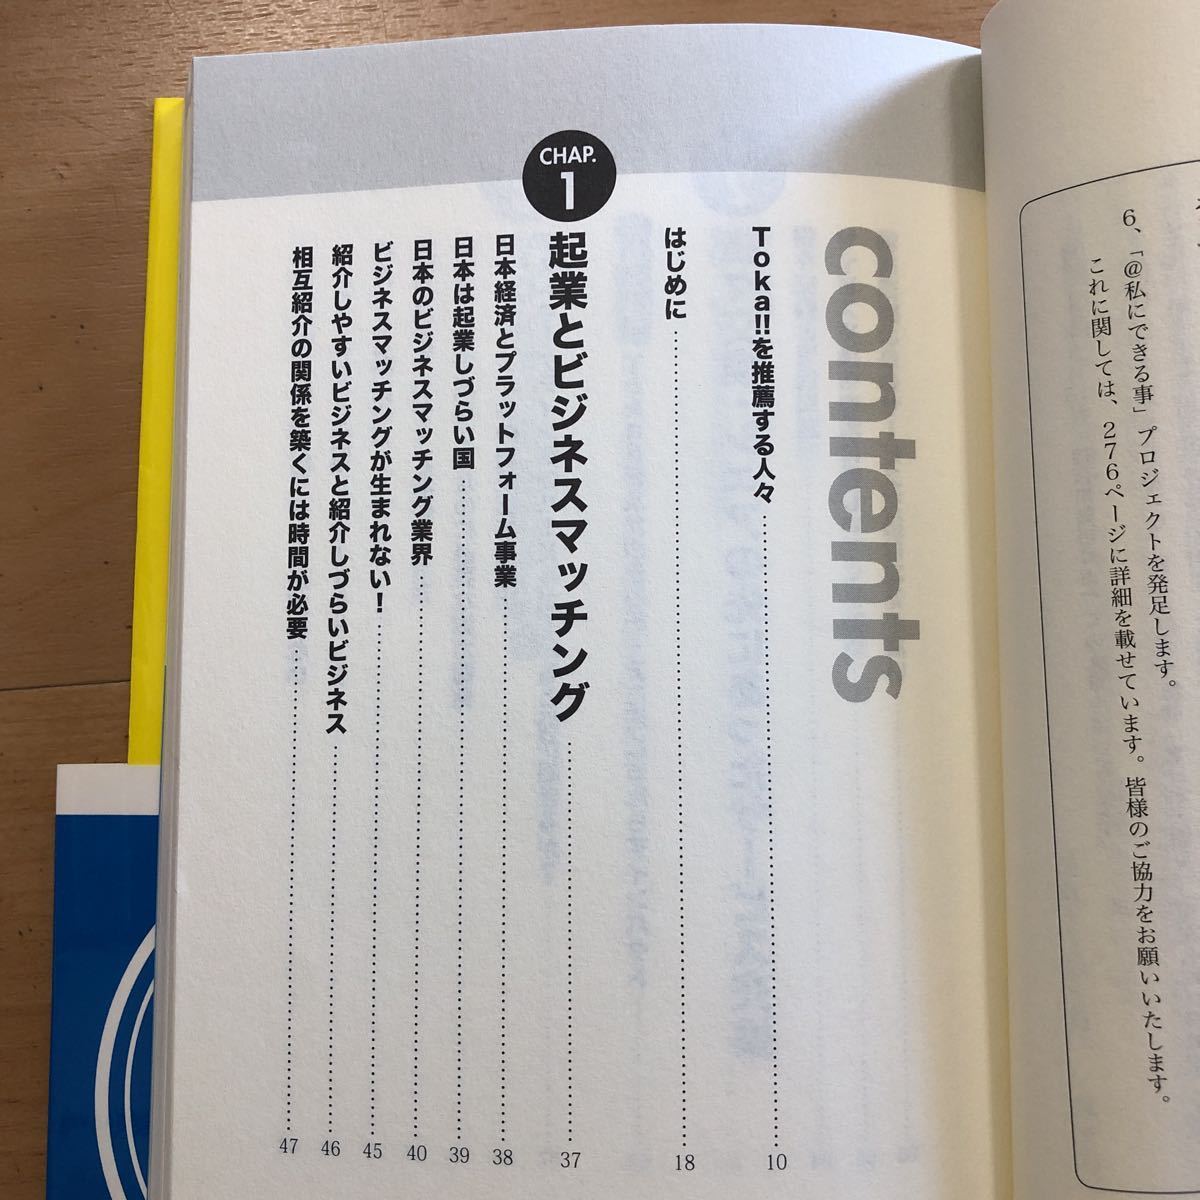 6、「@私にできる事」プロジェクトを発足します。
これに関しては、276ページに詳細を載せています。皆様のご協力をお願いいたします。
contents
Toka!!を推薦する人々 10
はじめに 18
CHAP.
1
起業とビジネスマッチング 37
日本経済とプラットフォーム事業 38
日本は起業しづらい国 39
日本のビジネスマッチング業界 40
ビジネスマッチングが生まれない! 45
紹介しやすいビジネスと紹介しづらいビジネス 46
相互紹介の関係を築くには時間が必要 47